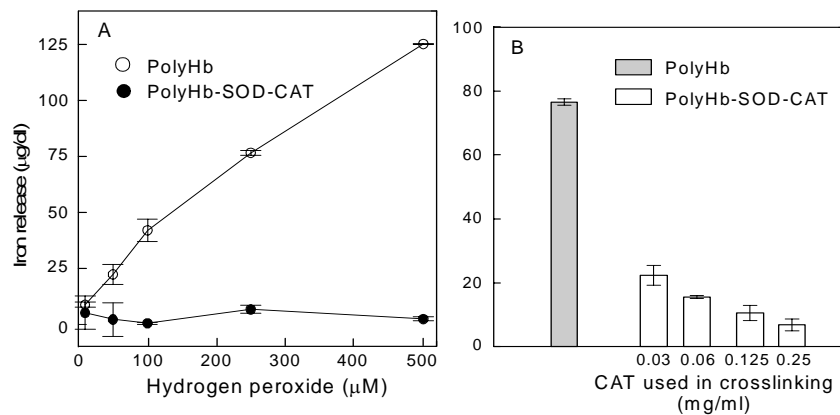 A
PolyHb
PolyHb-SOD-CAT
125
100
75
50
25
0
Iron release (μg/dl)
0 100 200 300 400 500
Hydrogen peroxide (μM)
B
PolyHb
PolyHb-SOD-CAT
100
80
60
40
20
0
0.03 0.06 0.125 0.25
CAT used in crosslinking
(mg/ml)